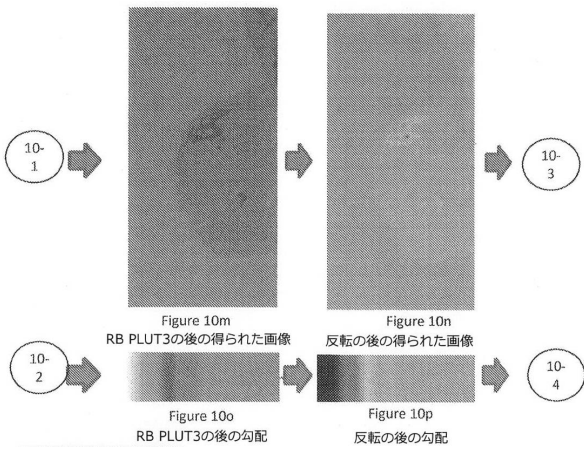 10-
1
10-
3
Figure 10m
RB PLUT3の後の得られた画像
Figure 10n
反転の後の得られた画像
10-
2
10-
4
Figure 10o
RB PLUT3の後の勾配
Figure 10p
反転の後の勾配